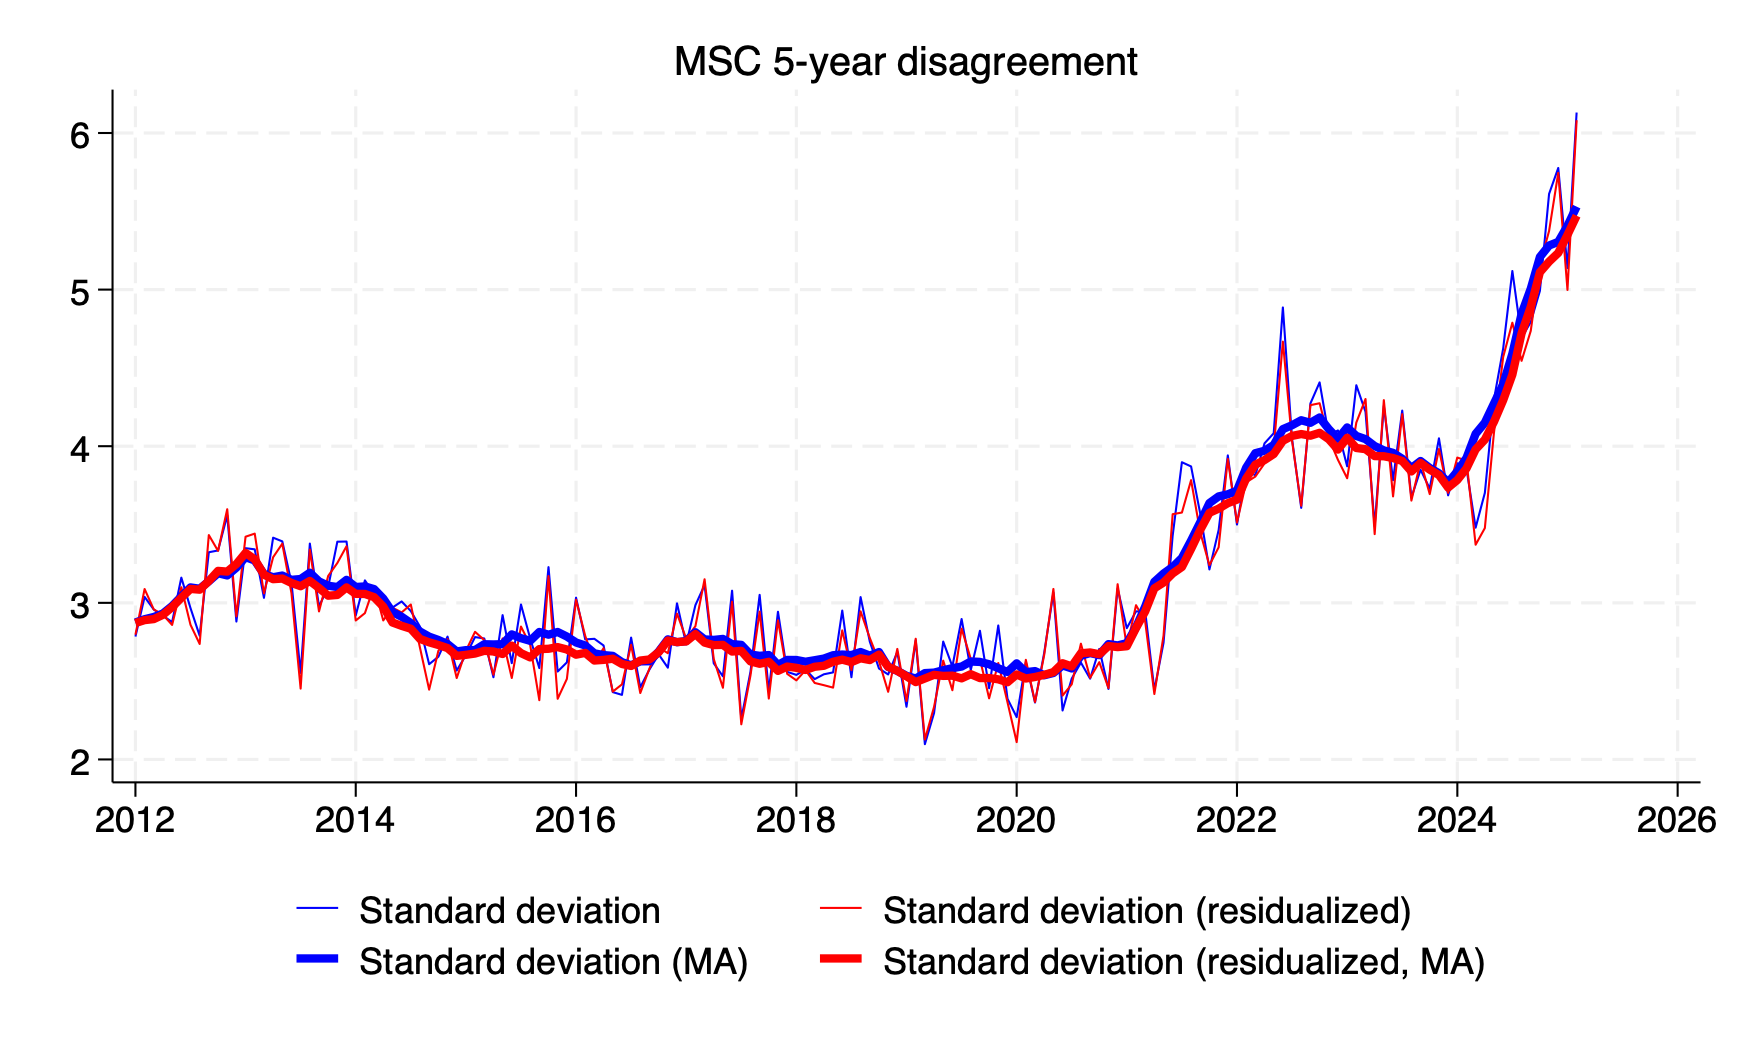 MSC 5-year disagreement
6
5
4
3
2
2012 2014 2016 2018 2020 2022 2024 2026
Standard deviation Standard deviation (residualized)
Standard deviation (MA) Standard deviation (residualized, MA)